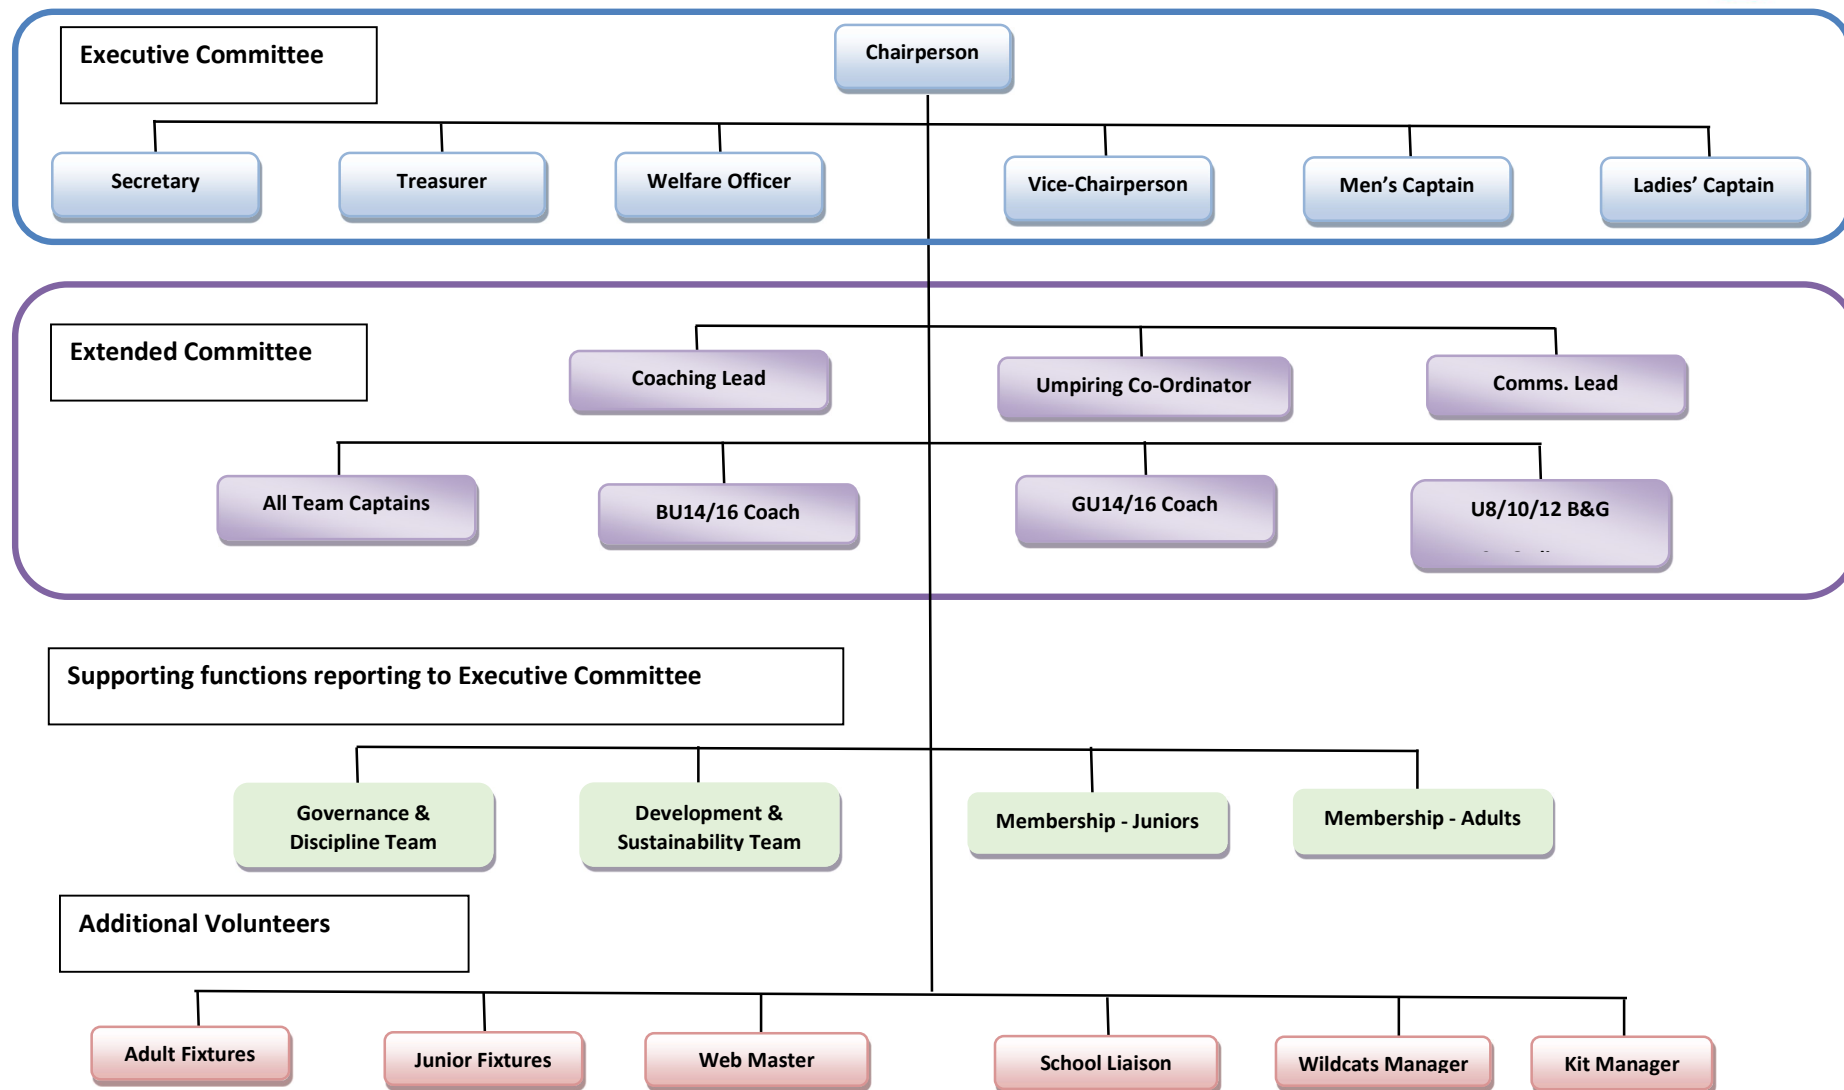 Executive Committee
Chairperson
Secretary
Treasurer
Welfare Officer
Vice-Chairperson
Men’s Captain
Ladies’ Captain
Extended Committee
Coaching Lead
Umpiring Co-Ordinator
Comms. Lead
All Team Captains
BU14/16 Coach
GU14/16 Coach
U8/10/12 B&G
Supporting functions reporting to Executive Committee
Governance &
Discipline Team
Development &
Sustainability Team
Membership - Juniors
Membership - Adults
Additional Volunteers
Adult Fixtures
Junior Fixtures
Web Master
School Liaison
Wildcats Manager
Kit Manager